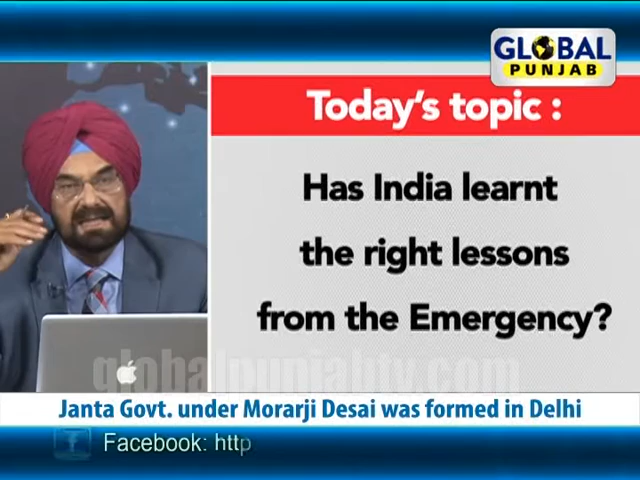 GLOBAL
PUNJAB
Today's topic :
Has India learnt
the right lessons
from the Emergency?
globalpunjabtv.com
Janta Govt. under Morarji Desai was formed in Delhi
Facebook: http